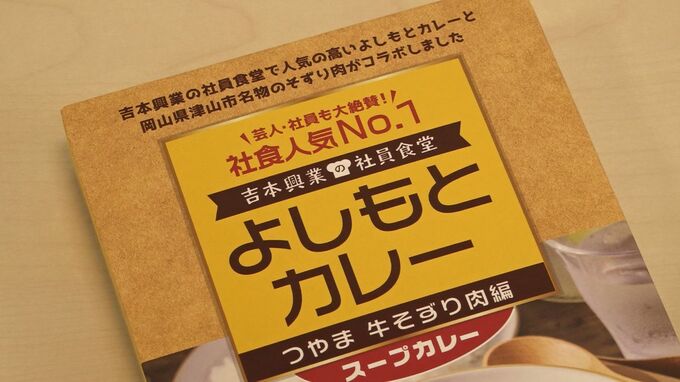 吉本興業の社員食堂で人気の高いよしもとカレーと
岡山県津山市名物のそずり肉がコラボしました
芸人・社員も大絶賛!
社食人気No.1
吉本興業の社員食堂
よしもと
カレー
つやま 牛そずり肉編
スープカレー